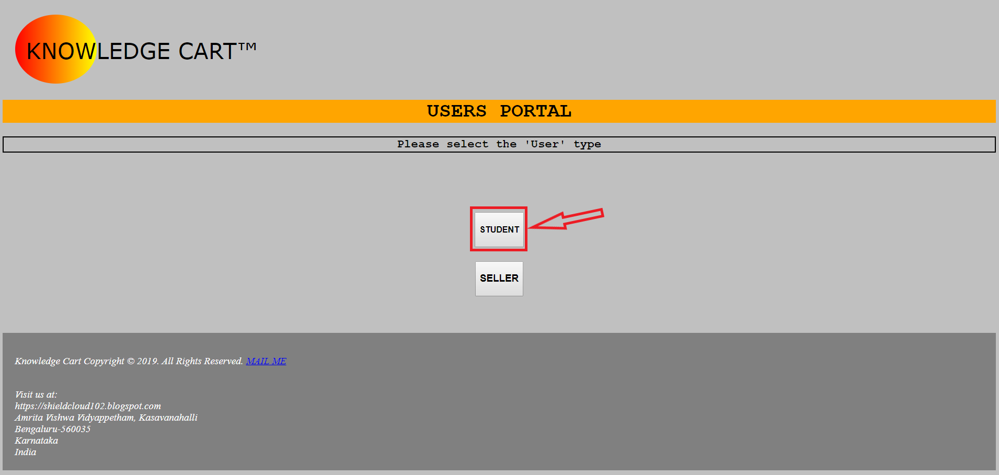 KNOWLEDGE CART™
USERS PORTAL
Please select the 'User' type
STUDENT
SELLER
Knowledge Cart Copyright © 2019. All Rights Reserved. MAIL ME
Visit us at:
https://shieldcloud102.blogspot.com
Amrita Vishwa Vidyappetham, Kasavanahalli
Bengaluru-560035
Karnataka
India